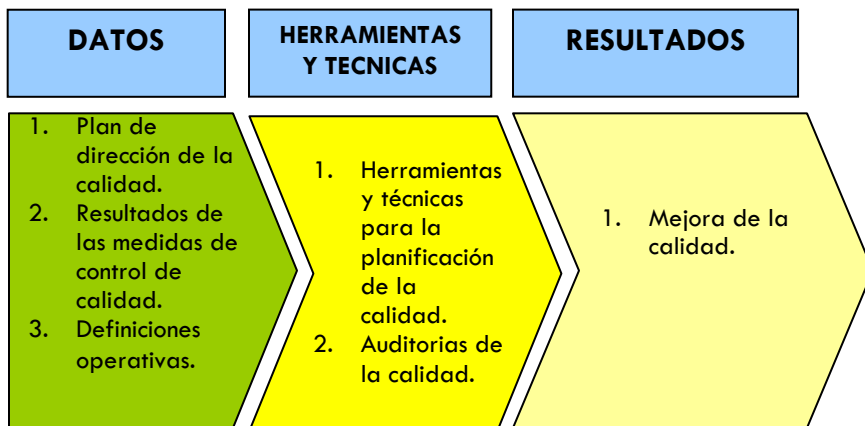 DATOS
HERRAMIENTAS
Y TECNICAS
RESULTADOS
1. Plan de
dirección de la
calidad.
2. Resultados de
las medidas de
control de
calidad.
3. Definiciones
operativas.
1. Herramientas
y técnicas
para la
planificación
de la
calidad.
2. Auditorias de
la calidad.
1. Mejora de la
calidad.